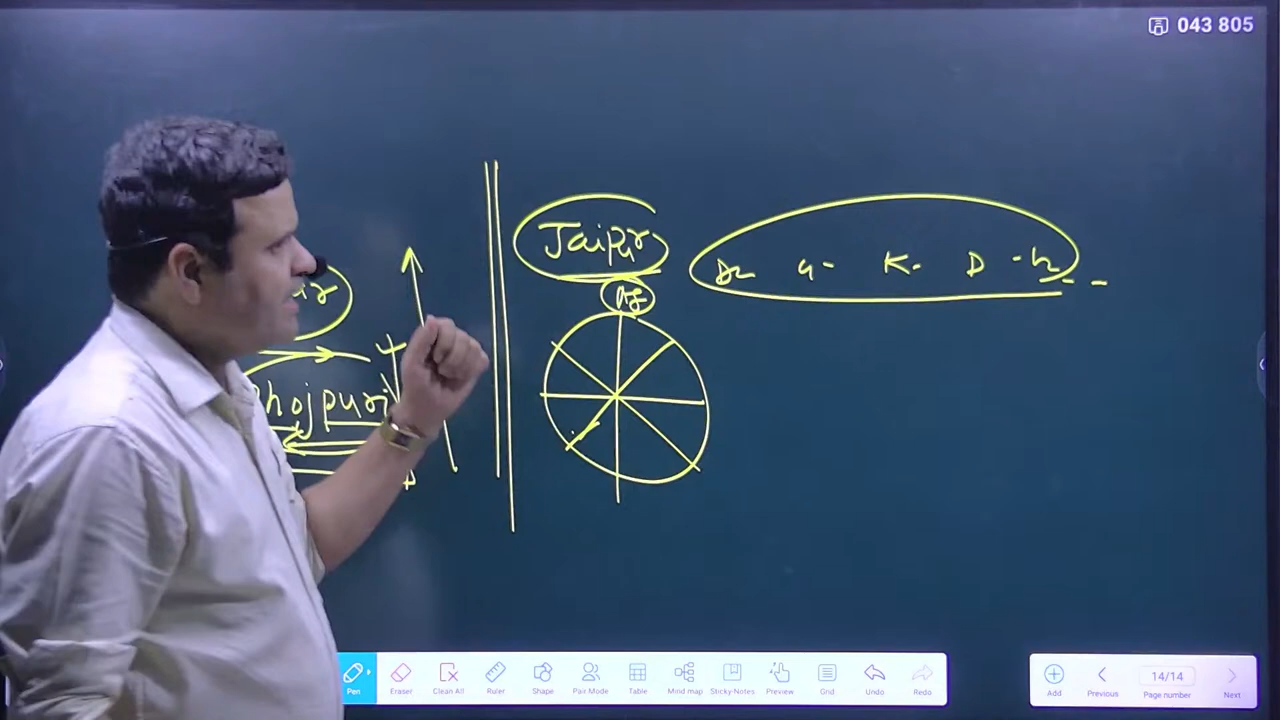 043 805
Jaipur
K. D
hojpuri
Pen Eraser Clean All Ruler Shape Pair Mode Table Mind map Sticky Notes Preview Grid Undo Redo
Add Previous 14/14 Page number Next